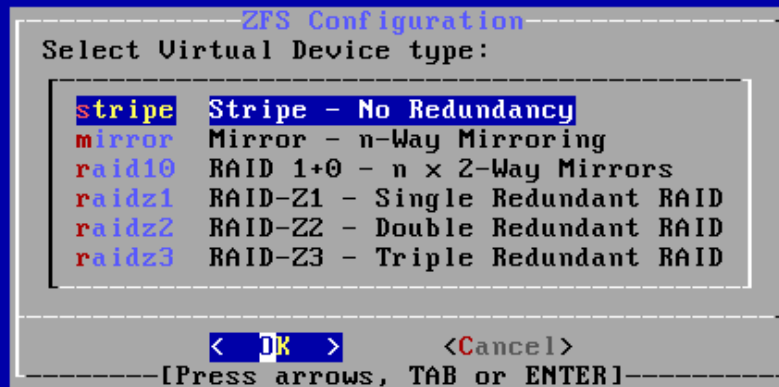 ZFS Configuration
Select Virtual Device type:
stripe Stripe - No Redundancy
mirror Mirror - n-Way Mirroring
raid10 RAID 1+0 - n x 2-Way Mirrors
raidz1 RAID-Z1 - Single Redundant RAID
raidz2 RAID-Z2 - Double Redundant RAID
raidz3 RAID-Z3 - Triple Redundant RAID
< OK > <Cancel>
[Press arrows, TAB or ENTER]